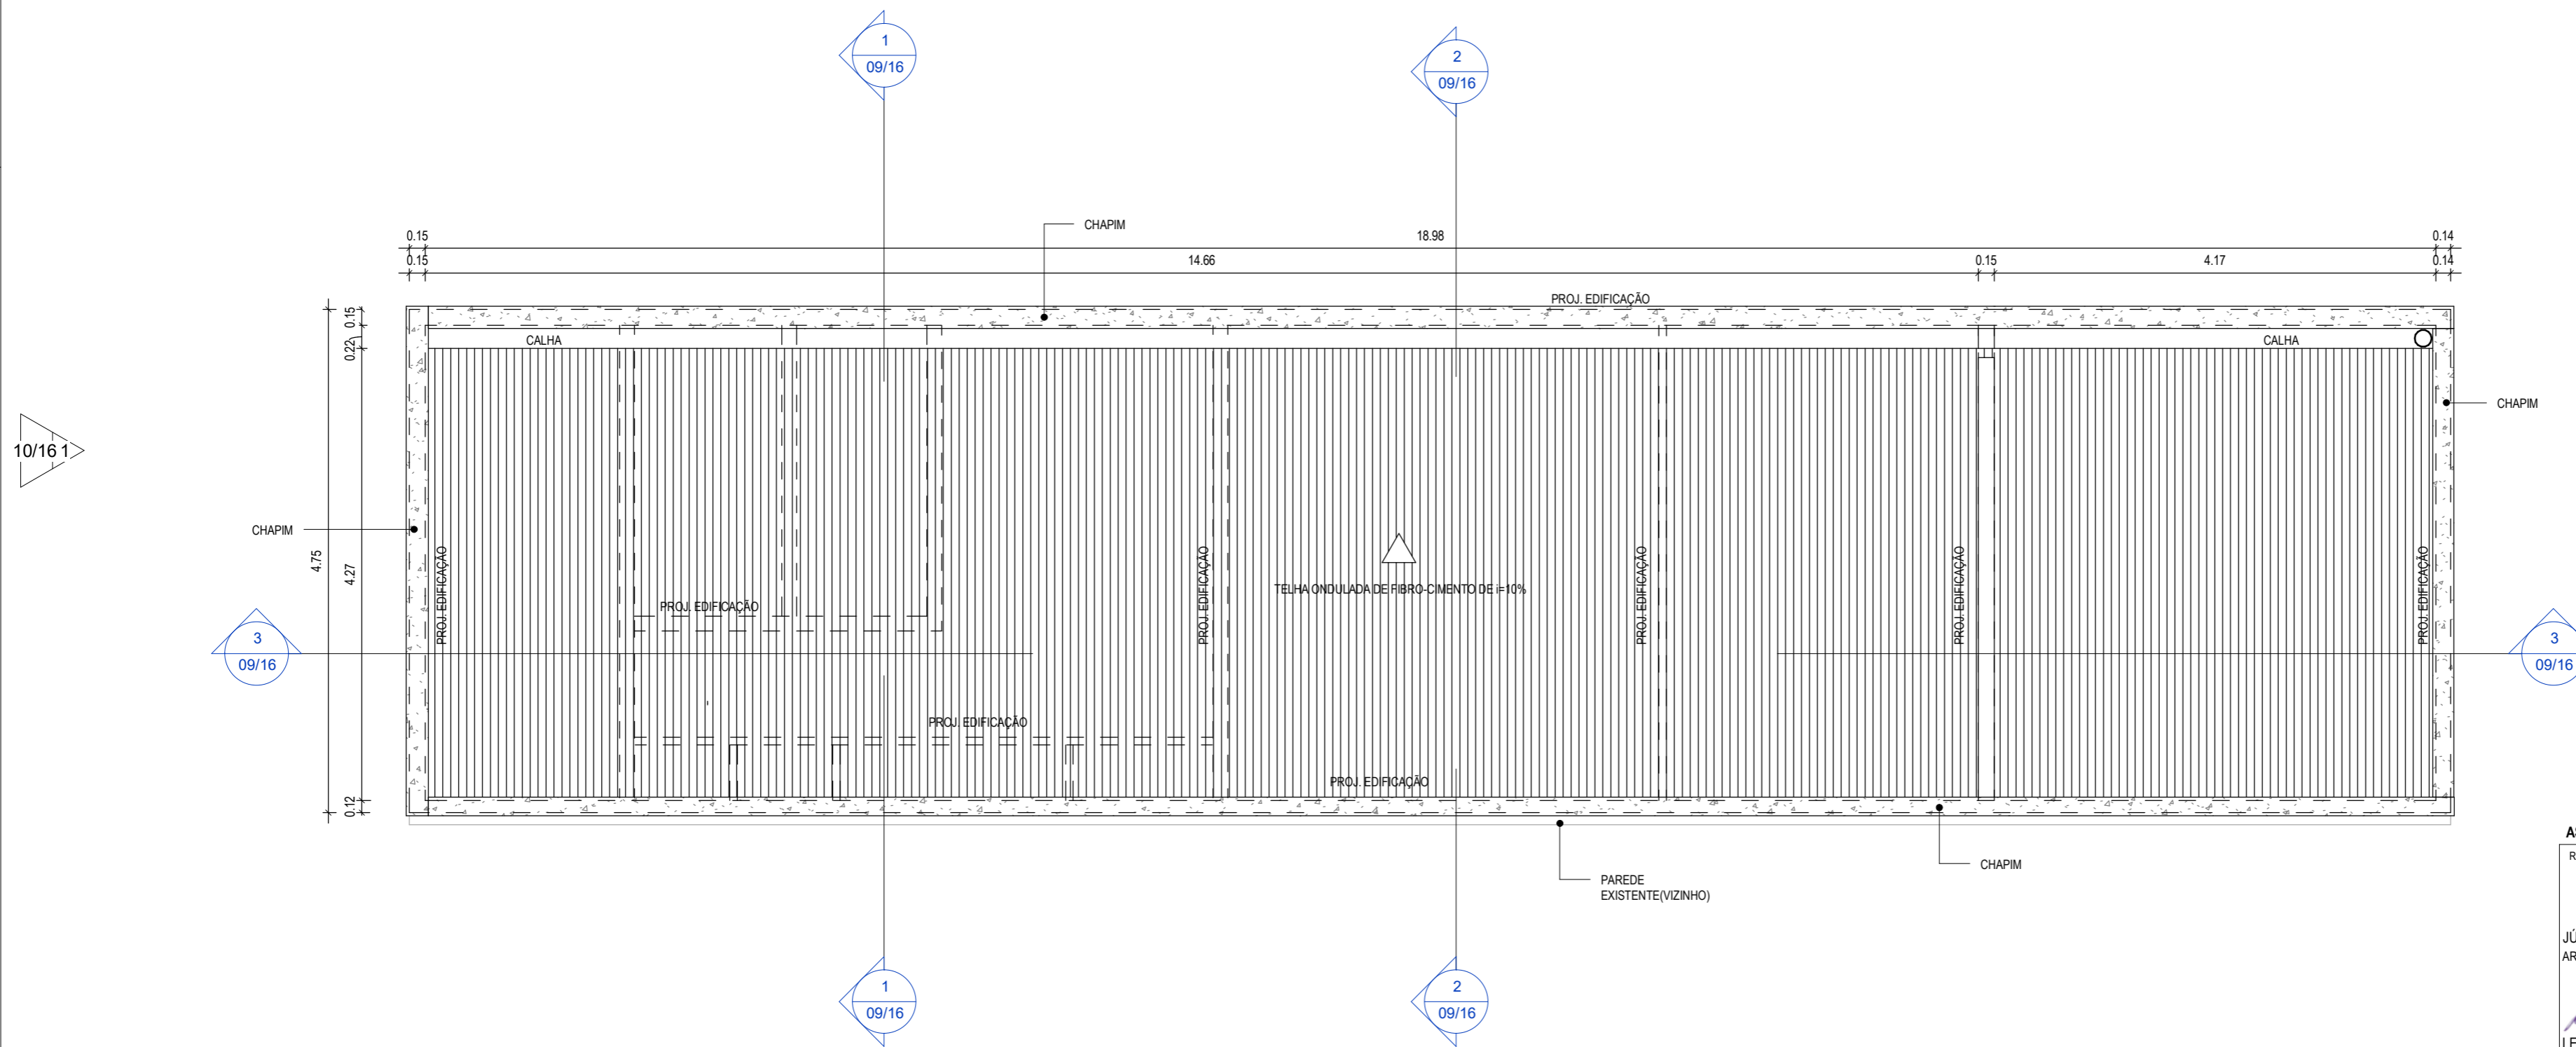 1
09/16
2
09/16
CHAPIM
0.15
18.98
0.14
0.15
14.66
0.15
4.17
0.14
PROJ. EDIFICAÇÃO
0.15
0.22
CALHA
CALHA
CHAPIM
10/16 1
CHAPIM
4.75
4.27
PROJ. EDIFICAÇÃO
PROJ. EDIFICAÇÃO
PROJ. EDIFICAÇÃO
PROJ. EDIFICAÇÃO
PROJ. EDIFICAÇÃO
TELHA ONDULADA DE FIBRO-CIMENTO DE i=10%
PROJ. EDIFICAÇÃO
3
09/16
3
09/16
PROJ. EDIFICAÇÃO
PROJ. EDIFICAÇÃO
0.12
CHAPIM
PAREDE
EXISTENTE(VIZINHO)
1
09/16
2
09/16